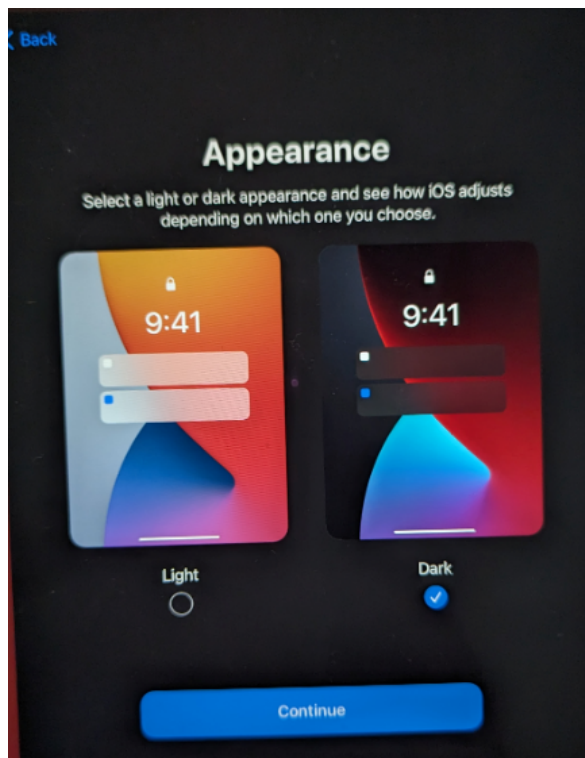 Back
Appearance
Select a light or dark appearance and see how iOS adjusts
depending on which one you choose.
9:41
9:41
Light
Dark
Continue